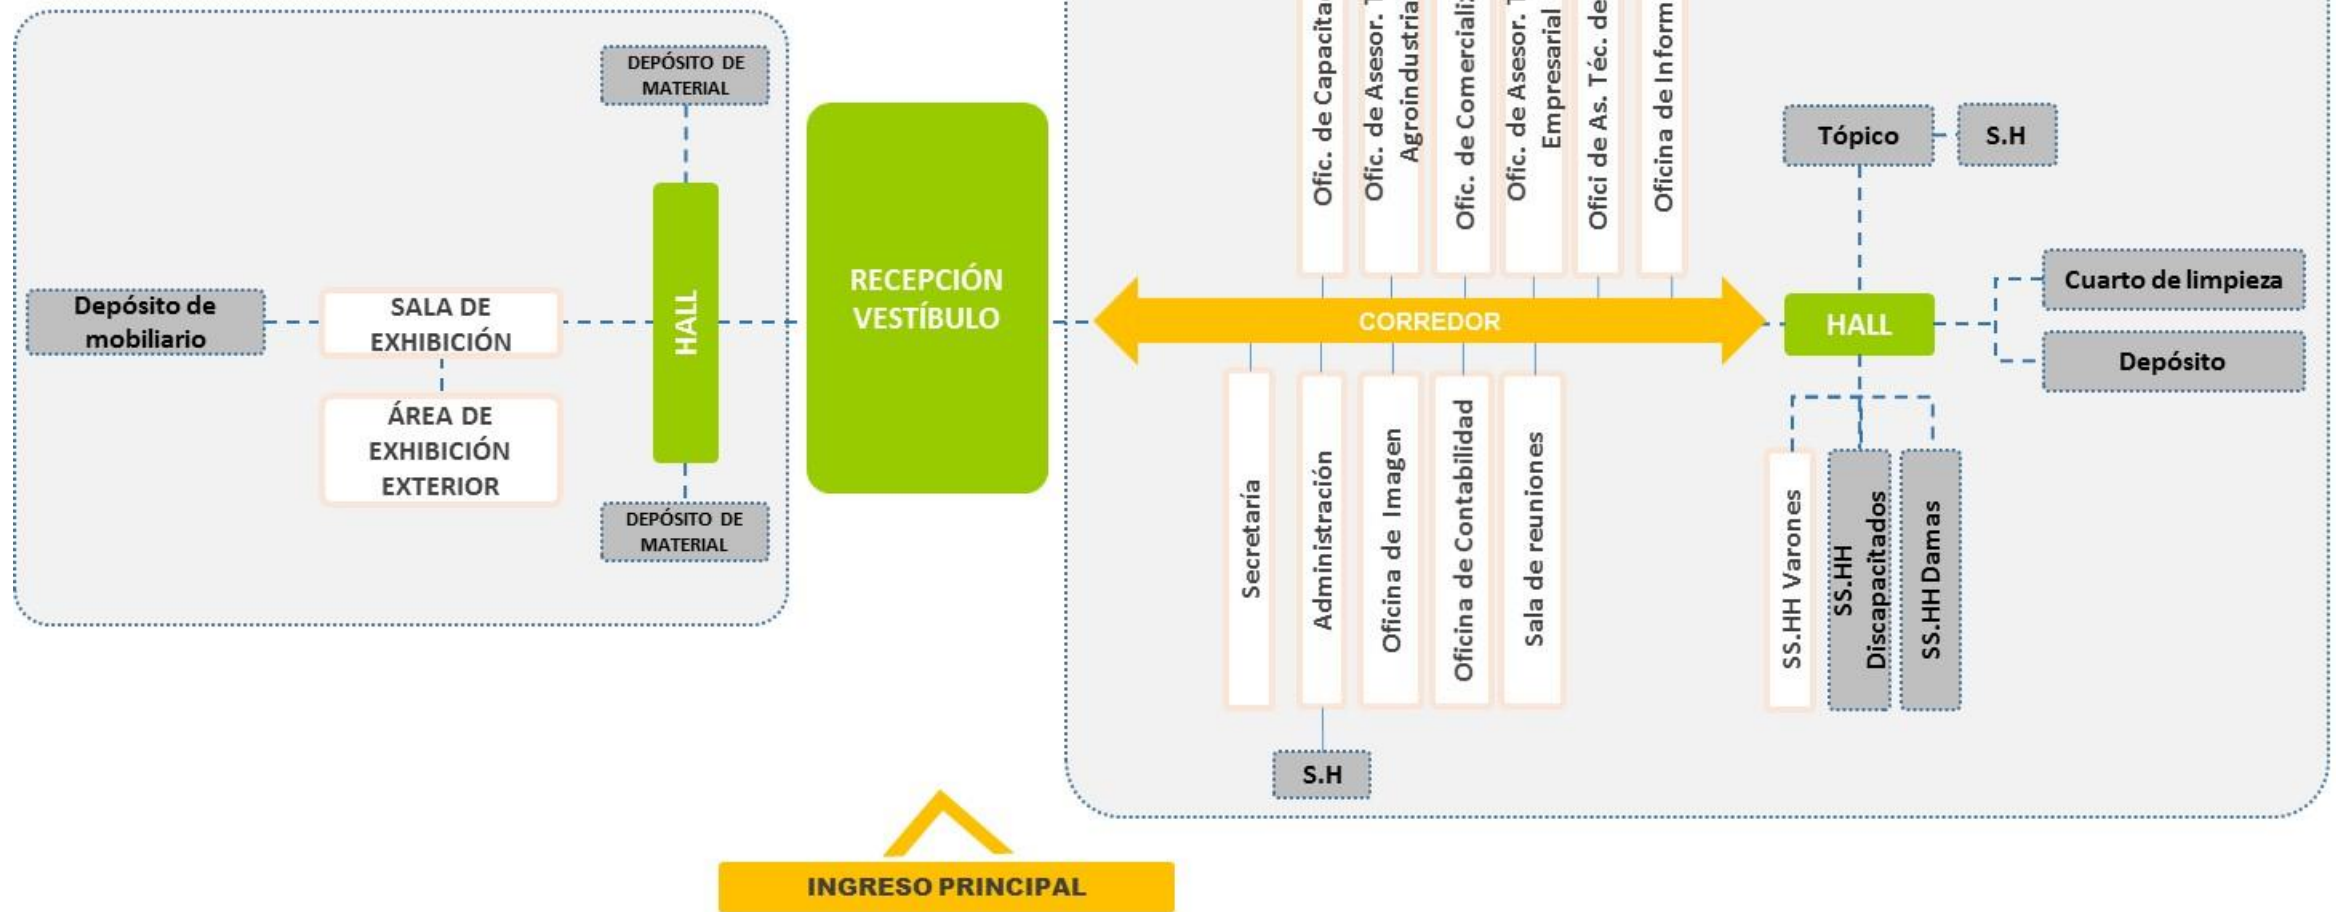 DEPÓSITO DE
MATERIAL
Depósito de
mobiliario
SALA DE
EXHIBICIÓN
ÁREA DE
EXHIBICIÓN
EXTERIOR
HALL
DEPÓSITO DE
MATERIAL
RECEPCIÓN
VESTÍBULO
Ofic. de
Ofic. de Asesor.
Agroindustria
Ofic. de
Ofic. de Asesor.
Empresarial
Ofici de As. Téc. de
Oficina de
CORREDOR
Secretaría
Administración
Oficina de Imagen
Oficina de Contabilidad
Sala de reuniones
S.H
Tópico
S.H
HALL
Cuarto de limpieza
Depósito
SS.HH Varones
SS.HH
Discapacitados
SS.HH Damas
INGRESO PRINCIPAL